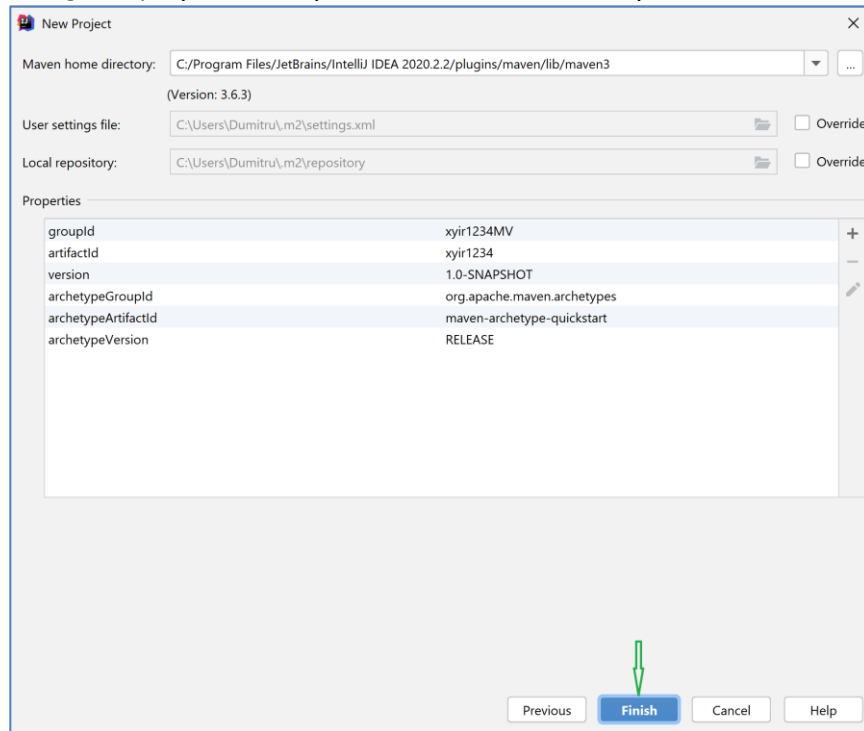 New Project
Maven home directory: C:/Program Files/JetBrains/IntelliJ IDEA 2020.2.2/plugins/maven/lib/maven3 ...
(Version: 3.6.3)
User settings file: C:\Users\Dumitru\.m2\settings.xml Override
Local repository: C:\Users\Dumitru\.m2\repository Override
Properties
groupId xyir1234MV
artifactId xyir1234
version 1.0-SNAPSHOT
archetypeGroupId org.apache.maven.archetypes
archetypeArtifactId maven-archetype-quickstart
archetypeVersion RELEASE
Previous Finish Cancel Help